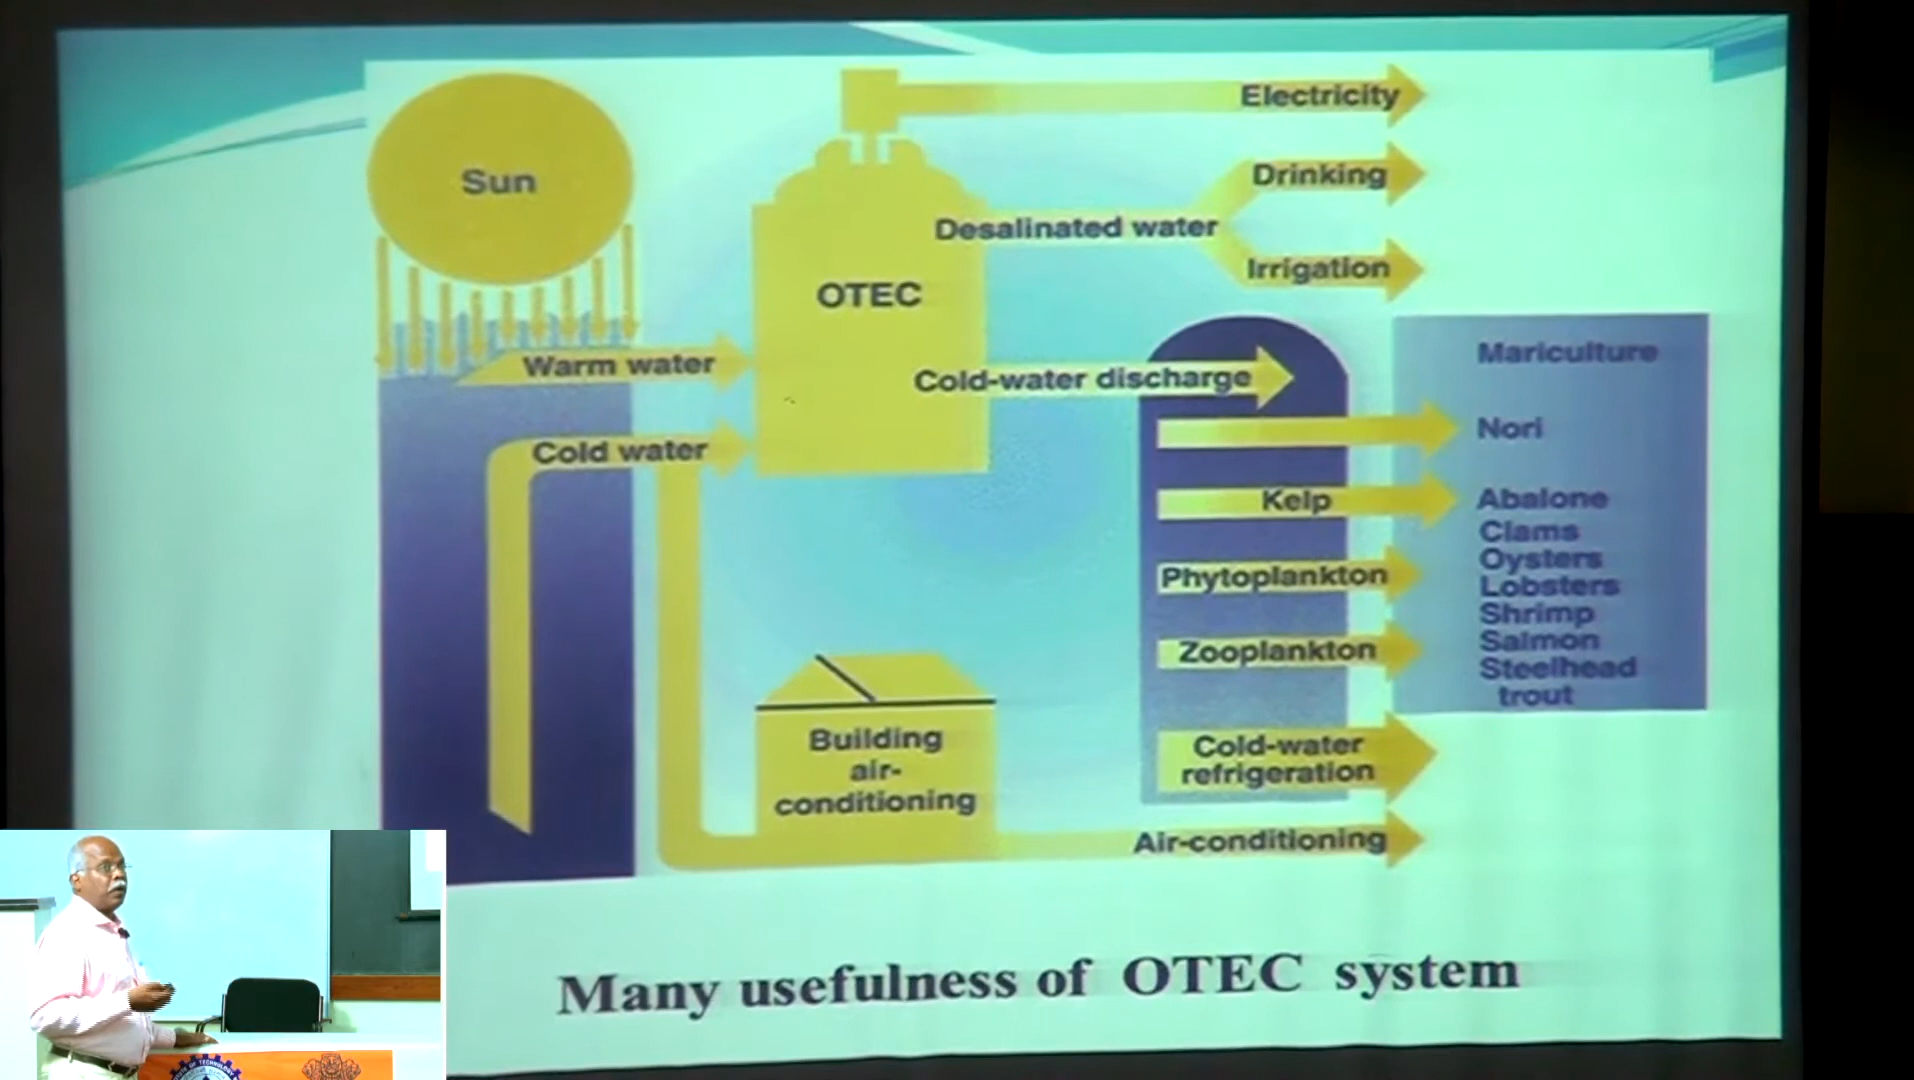 Sun
Electricity
Drinking
Desalinated water
Irrigation
OTEC
Warm water
Cold water
Cold-water discharge
Mariculture
Nori
Kelp
Abalone
Clams
Oysters
Lobsters
Shrimp
Salmon
Steelhead
trout
Phytoplankton
Zooplankton
Cold-water
refrigeration
Building
air-
conditioning
Air-conditioning
Many usefulness of OTEC system
OF TECHNOLOGY